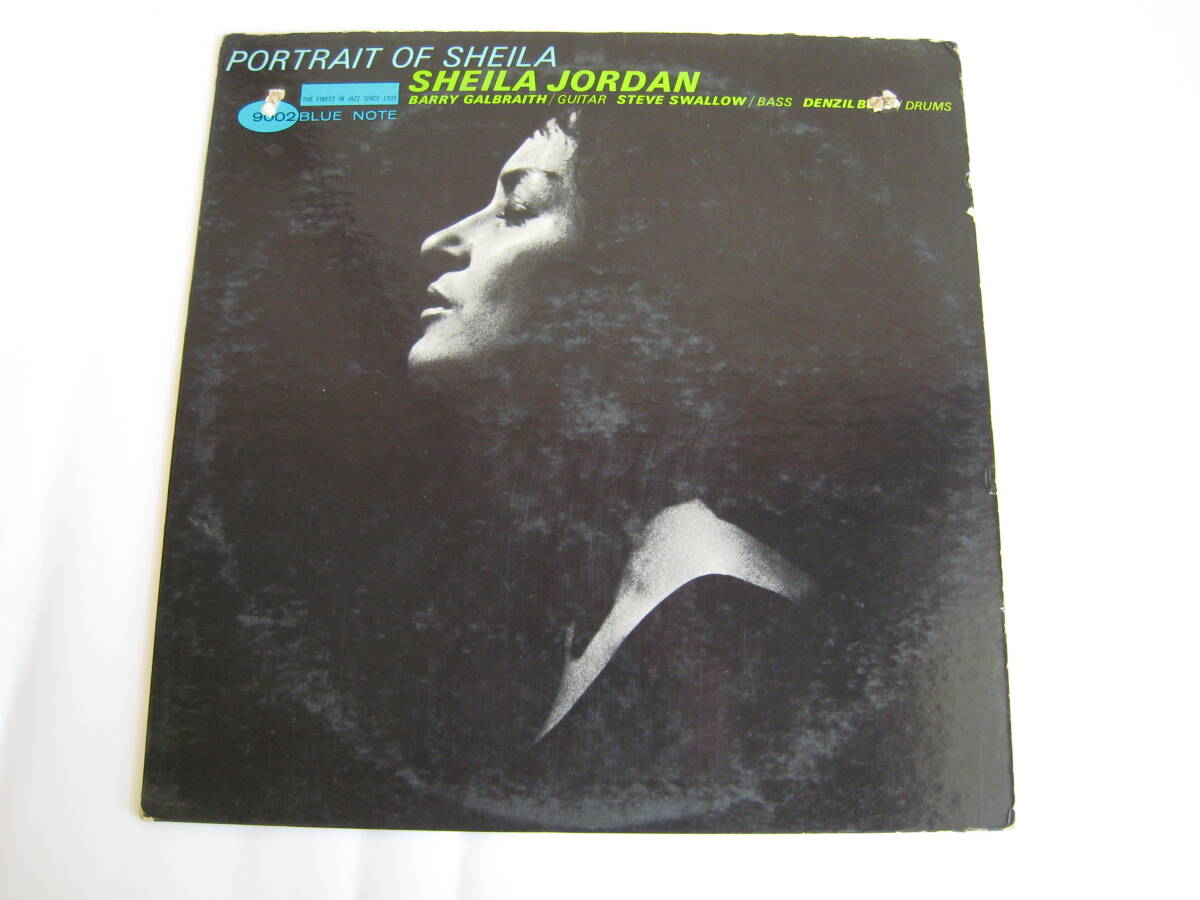 PORTRAIT OF SHEILA
SHEILA JORDAN
BARRY GALBRAITH / GUITAR STEVE SWALLOW / BASS DENZIL / DRUMS
THE FINEST IN JAZZ SINCE 1939
9002 BLUE NOTE